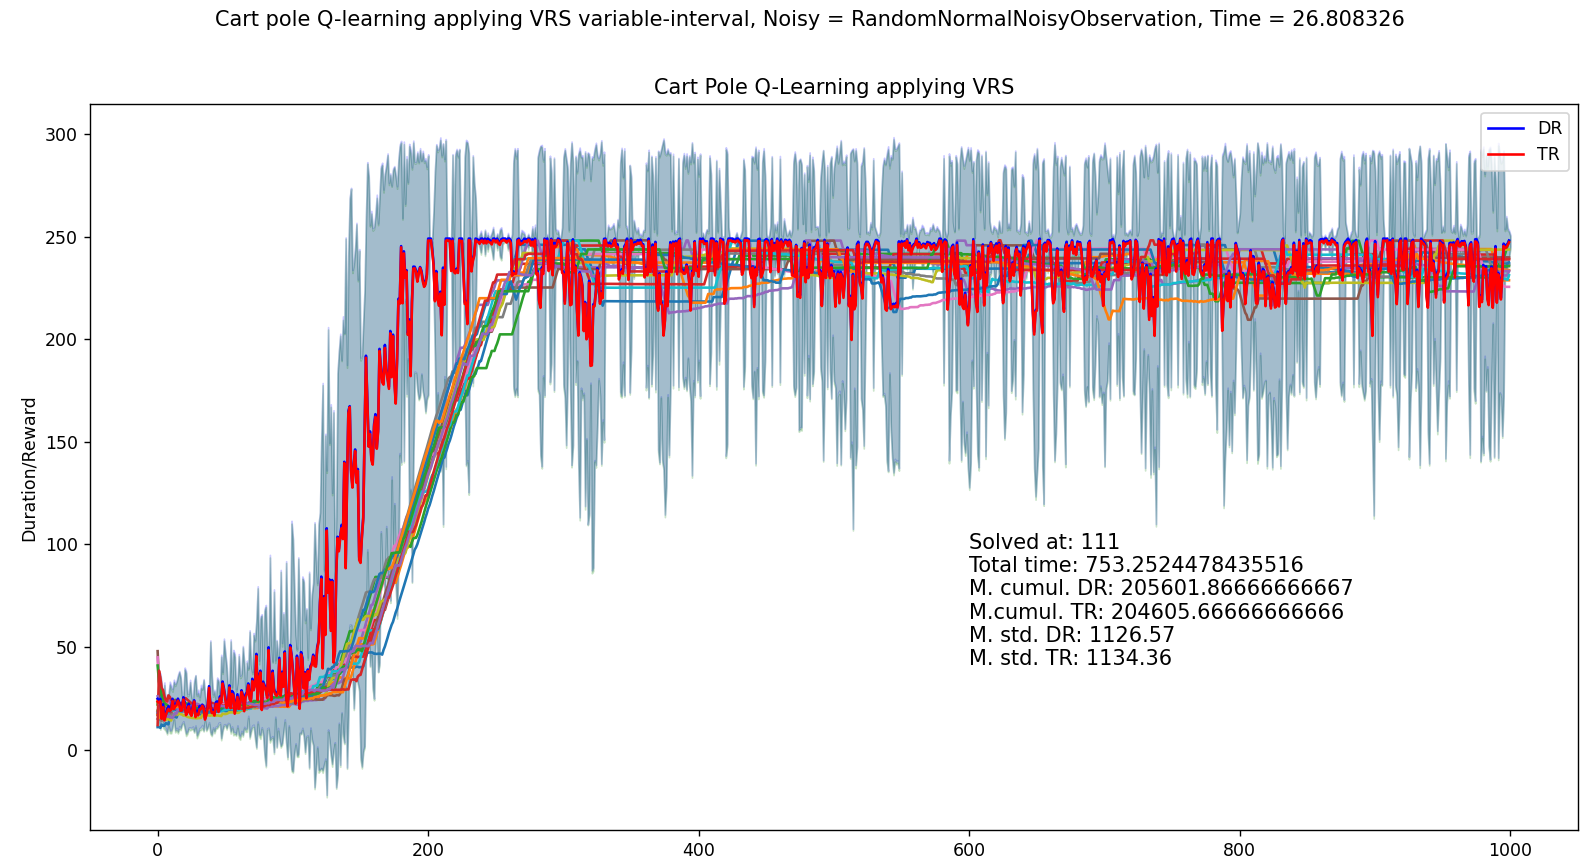 Cart pole Q-learning applying VRS variable-interval, Noisy = RandomNormalNoisyObservation, Time = 26.808326
Cart Pole Q-Learning applying VRS
DR
TR
300
250
200
150
100
50
0
Duration/Reward
Solved at: 111
Total time: 753.2524478435516
M. cumul. DR: 205601.86666666667
M.cumul. TR: 204605.66666666666
M. std. DR: 1126.57
M. std. TR: 1134.36
0 200 400 600 800 1000